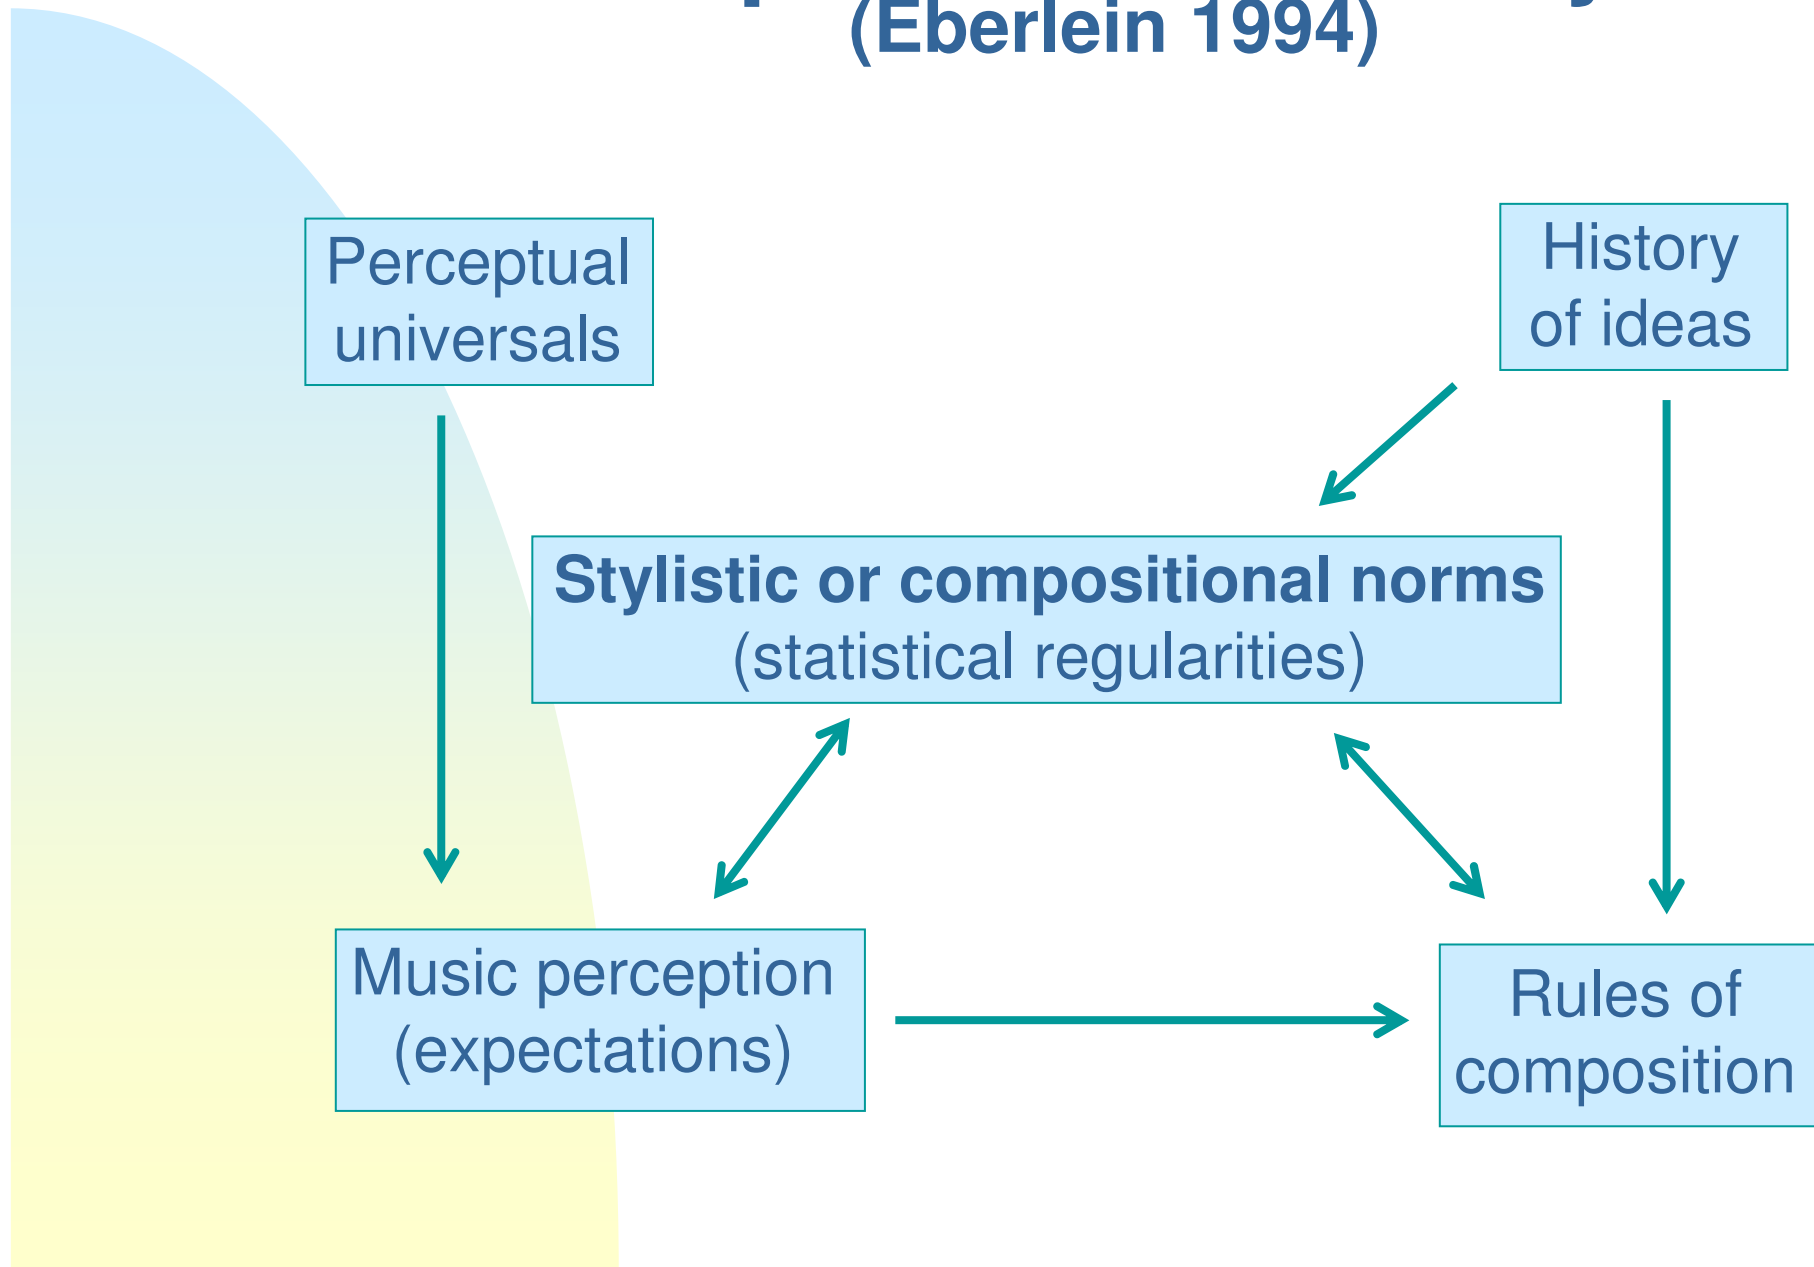 (Eberlein 1994)
Perceptual
universals
History
of ideas
Stylistic or compositional norms
(statistical regularities)
Music perception
(expectations)
Rules of
composition